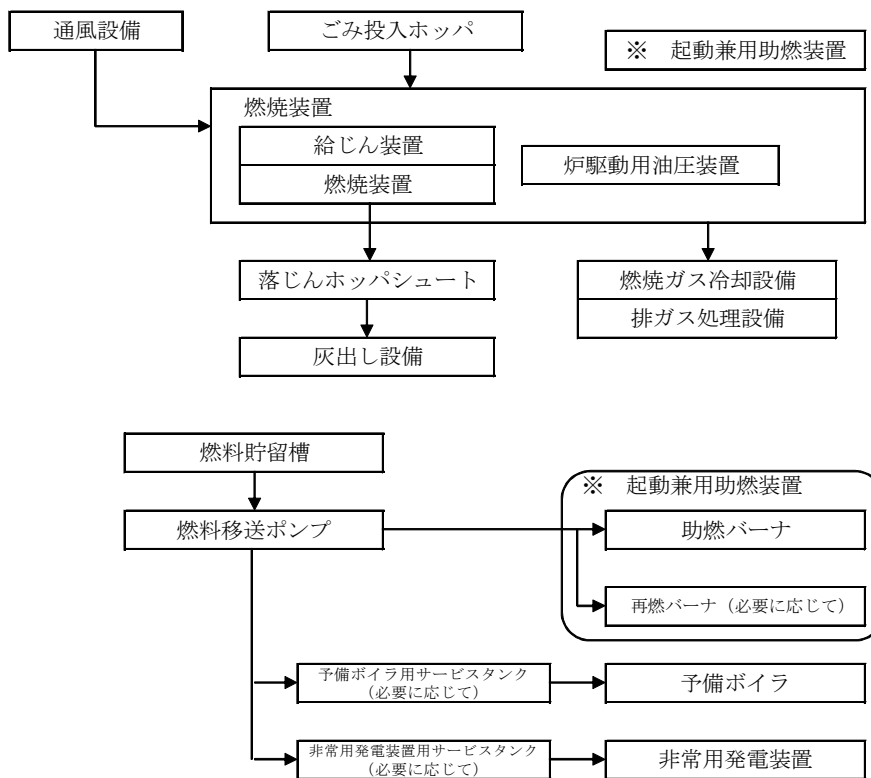 通風設備
ごみ投入ホッパ
※　起動兼用助燃装置
燃焼装置
給じん装置
燃焼装置
炉駆動用油圧装置
落じんホッパシュート
燃焼ガス冷却設備
排ガス処理設備
灰出し設備
燃料貯留槽
※　起動兼用助燃装置
燃料移送ポンプ
助燃バーナ
再燃バーナ（必要に応じて）
予備ボイラ用サービスタンク
（必要に応じて）
予備ボイラ
非常用発電装置用サービスタンク
（必要に応じて）
非常用発電装置